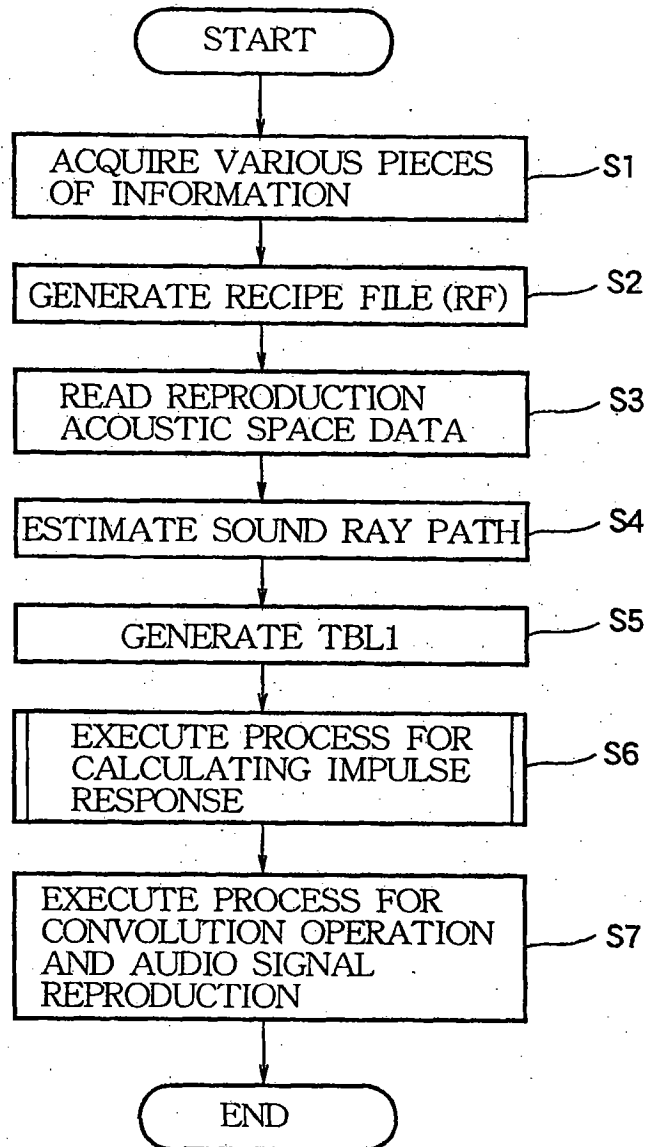 START
ACQUIRE VARIOUS PIECES
OF INFORMATION
S1
GENERATE RECIPE FILE (RF)
S2
READ REPRODUCTION
ACOUSTIC SPACE DATA
S3
ESTIMATE SOUND RAY PATH
S4
GENERATE TBL1
S5
EXECUTE PROCESS FOR
CALCULATING IMPULSE
RESPONSE
S6
EXECUTE PROCESS FOR
CONVOLUTION OPERATION
AND AUDIO SIGNAL
REPRODUCTION
S7
END